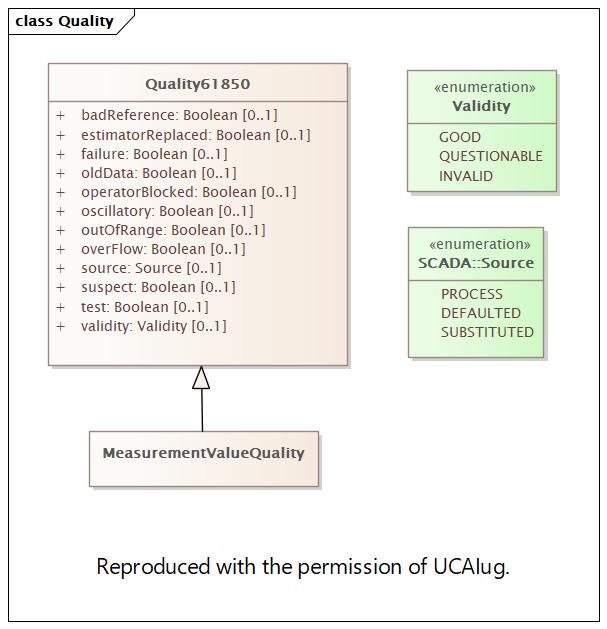 class Quality
Quality61850
+ badReference: Boolean [0..1]
+ estimatorReplaced: Boolean [0..1]
+ failure: Boolean [0..1]
+ oldData: Boolean [0..1]
+ operatorBlocked: Boolean [0..1]
+ oscillatory: Boolean [0..1]
+ outOfRange: Boolean [0..1]
+ overFlow: Boolean [0..1]
+ source: Source [0..1]
+ suspect: Boolean [0..1]
+ test: Boolean [0..1]
+ validity: Validity [0..1]
«enumeration»
Validity
GOOD
QUESTIONABLE
INVALID
«enumeration»
SCADA::Source
PROCESS
DEFAULTED
SUBSTITUTED
MeasurementValueQuality
Reproduced with the permission of UCAIug.